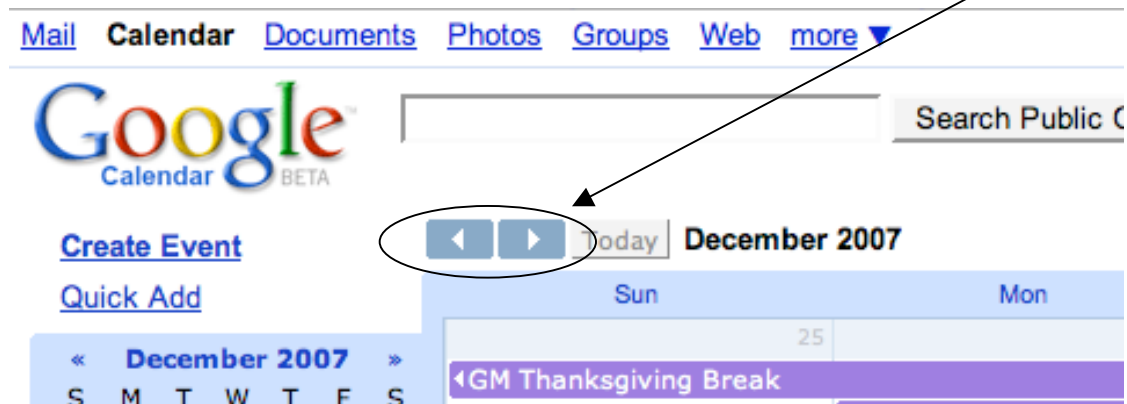 Mail Calendar Documents Photos Groups Web more ▼
Google™
Calendar BETA
Search Public
Create Event
Quick Add
Today December 2007
Sun Mon
25
GM Thanksgiving Break
« December 2007 »
S M T W T F S